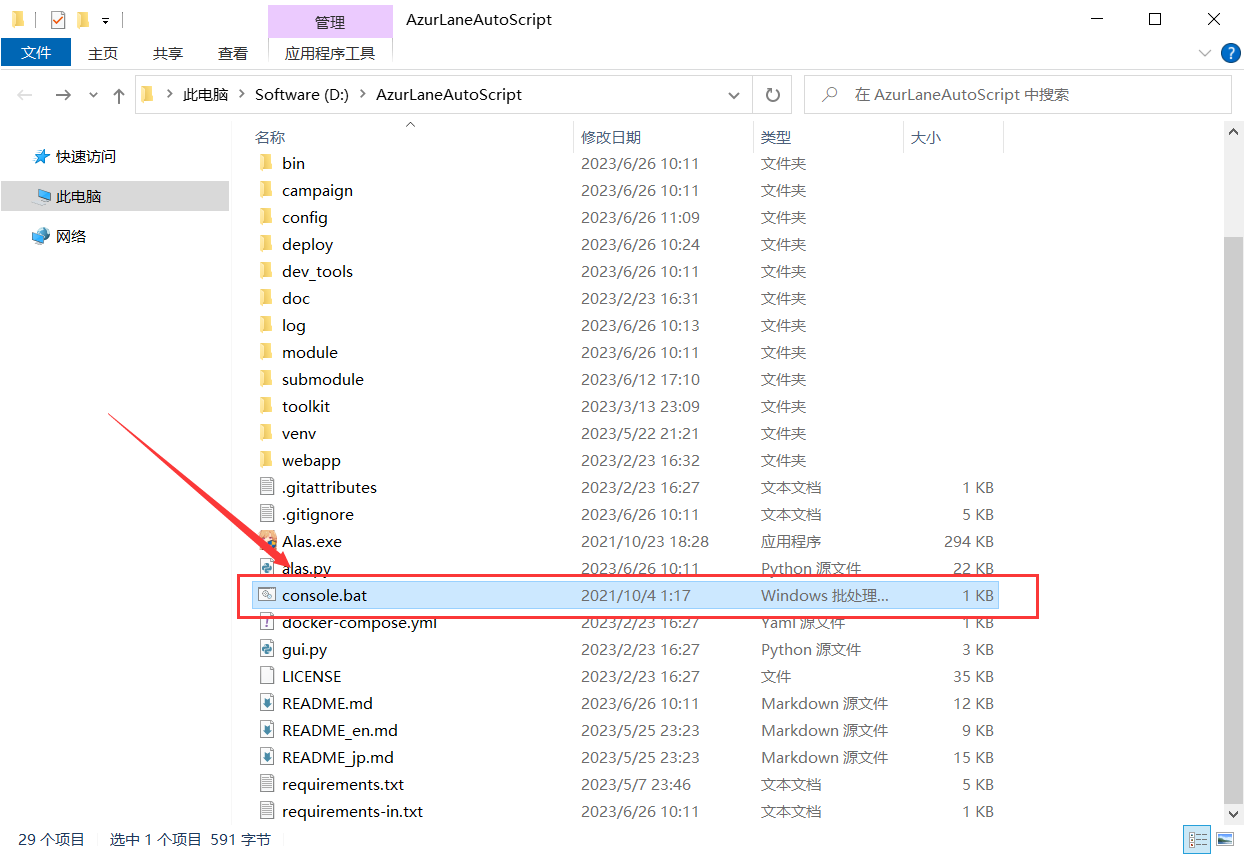 管理
AzurLaneAutoScript
文件 主页 共享 查看 应用程序工具
此电脑 Software (D:) AzurLaneAutoScript 在 AzurLaneAutoScript 中搜索
快速访问
此电脑
网络
名称 修改日期 类型 大小
bin 2023/6/26 10:11 文件夹
campaign 2023/6/26 10:11 文件夹
config 2023/6/26 11:09 文件夹
deploy 2023/6/26 10:24 文件夹
dev_tools 2023/6/26 10:11 文件夹
doc 2023/2/23 16:31 文件夹
log 2023/6/26 10:13 文件夹
module 2023/6/26 10:11 文件夹
submodule 2023/6/12 17:10 文件夹
toolkit 2023/3/13 23:09 文件夹
venv 2023/5/22 21:21 文件夹
webapp 2023/2/23 16:32 文件夹
.gitattributes 2023/2/23 16:27 文本文档 1 KB
.gitignore 2023/6/26 10:11 文本文档 5 KB
Alas.exe 2021/10/23 18:28 应用程序 294 KB
alas.py 2023/6/26 10:11 Python 源文件 22 KB
console.bat 2021/10/4 1:17 Windows 批处理... 1 KB
docker-compose.yml 2023/2/23 16:27 Yaml 源文件 1 KB
gui.py 2023/2/23 16:27 Python 源文件 3 KB
LICENSE 2023/2/23 16:27 文件 35 KB
README.md 2023/6/26 10:11 Markdown 源文件 12 KB
README_en.md 2023/5/25 23:23 Markdown 源文件 9 KB
README_jp.md 2023/5/25 23:23 Markdown 源文件 15 KB
requirements.txt 2023/5/7 23:46 文本文档 5 KB
requirements-in.txt 2023/6/26 10:11 文本文档 1 KB
29 个项目 选中 1 个项目 591 字节